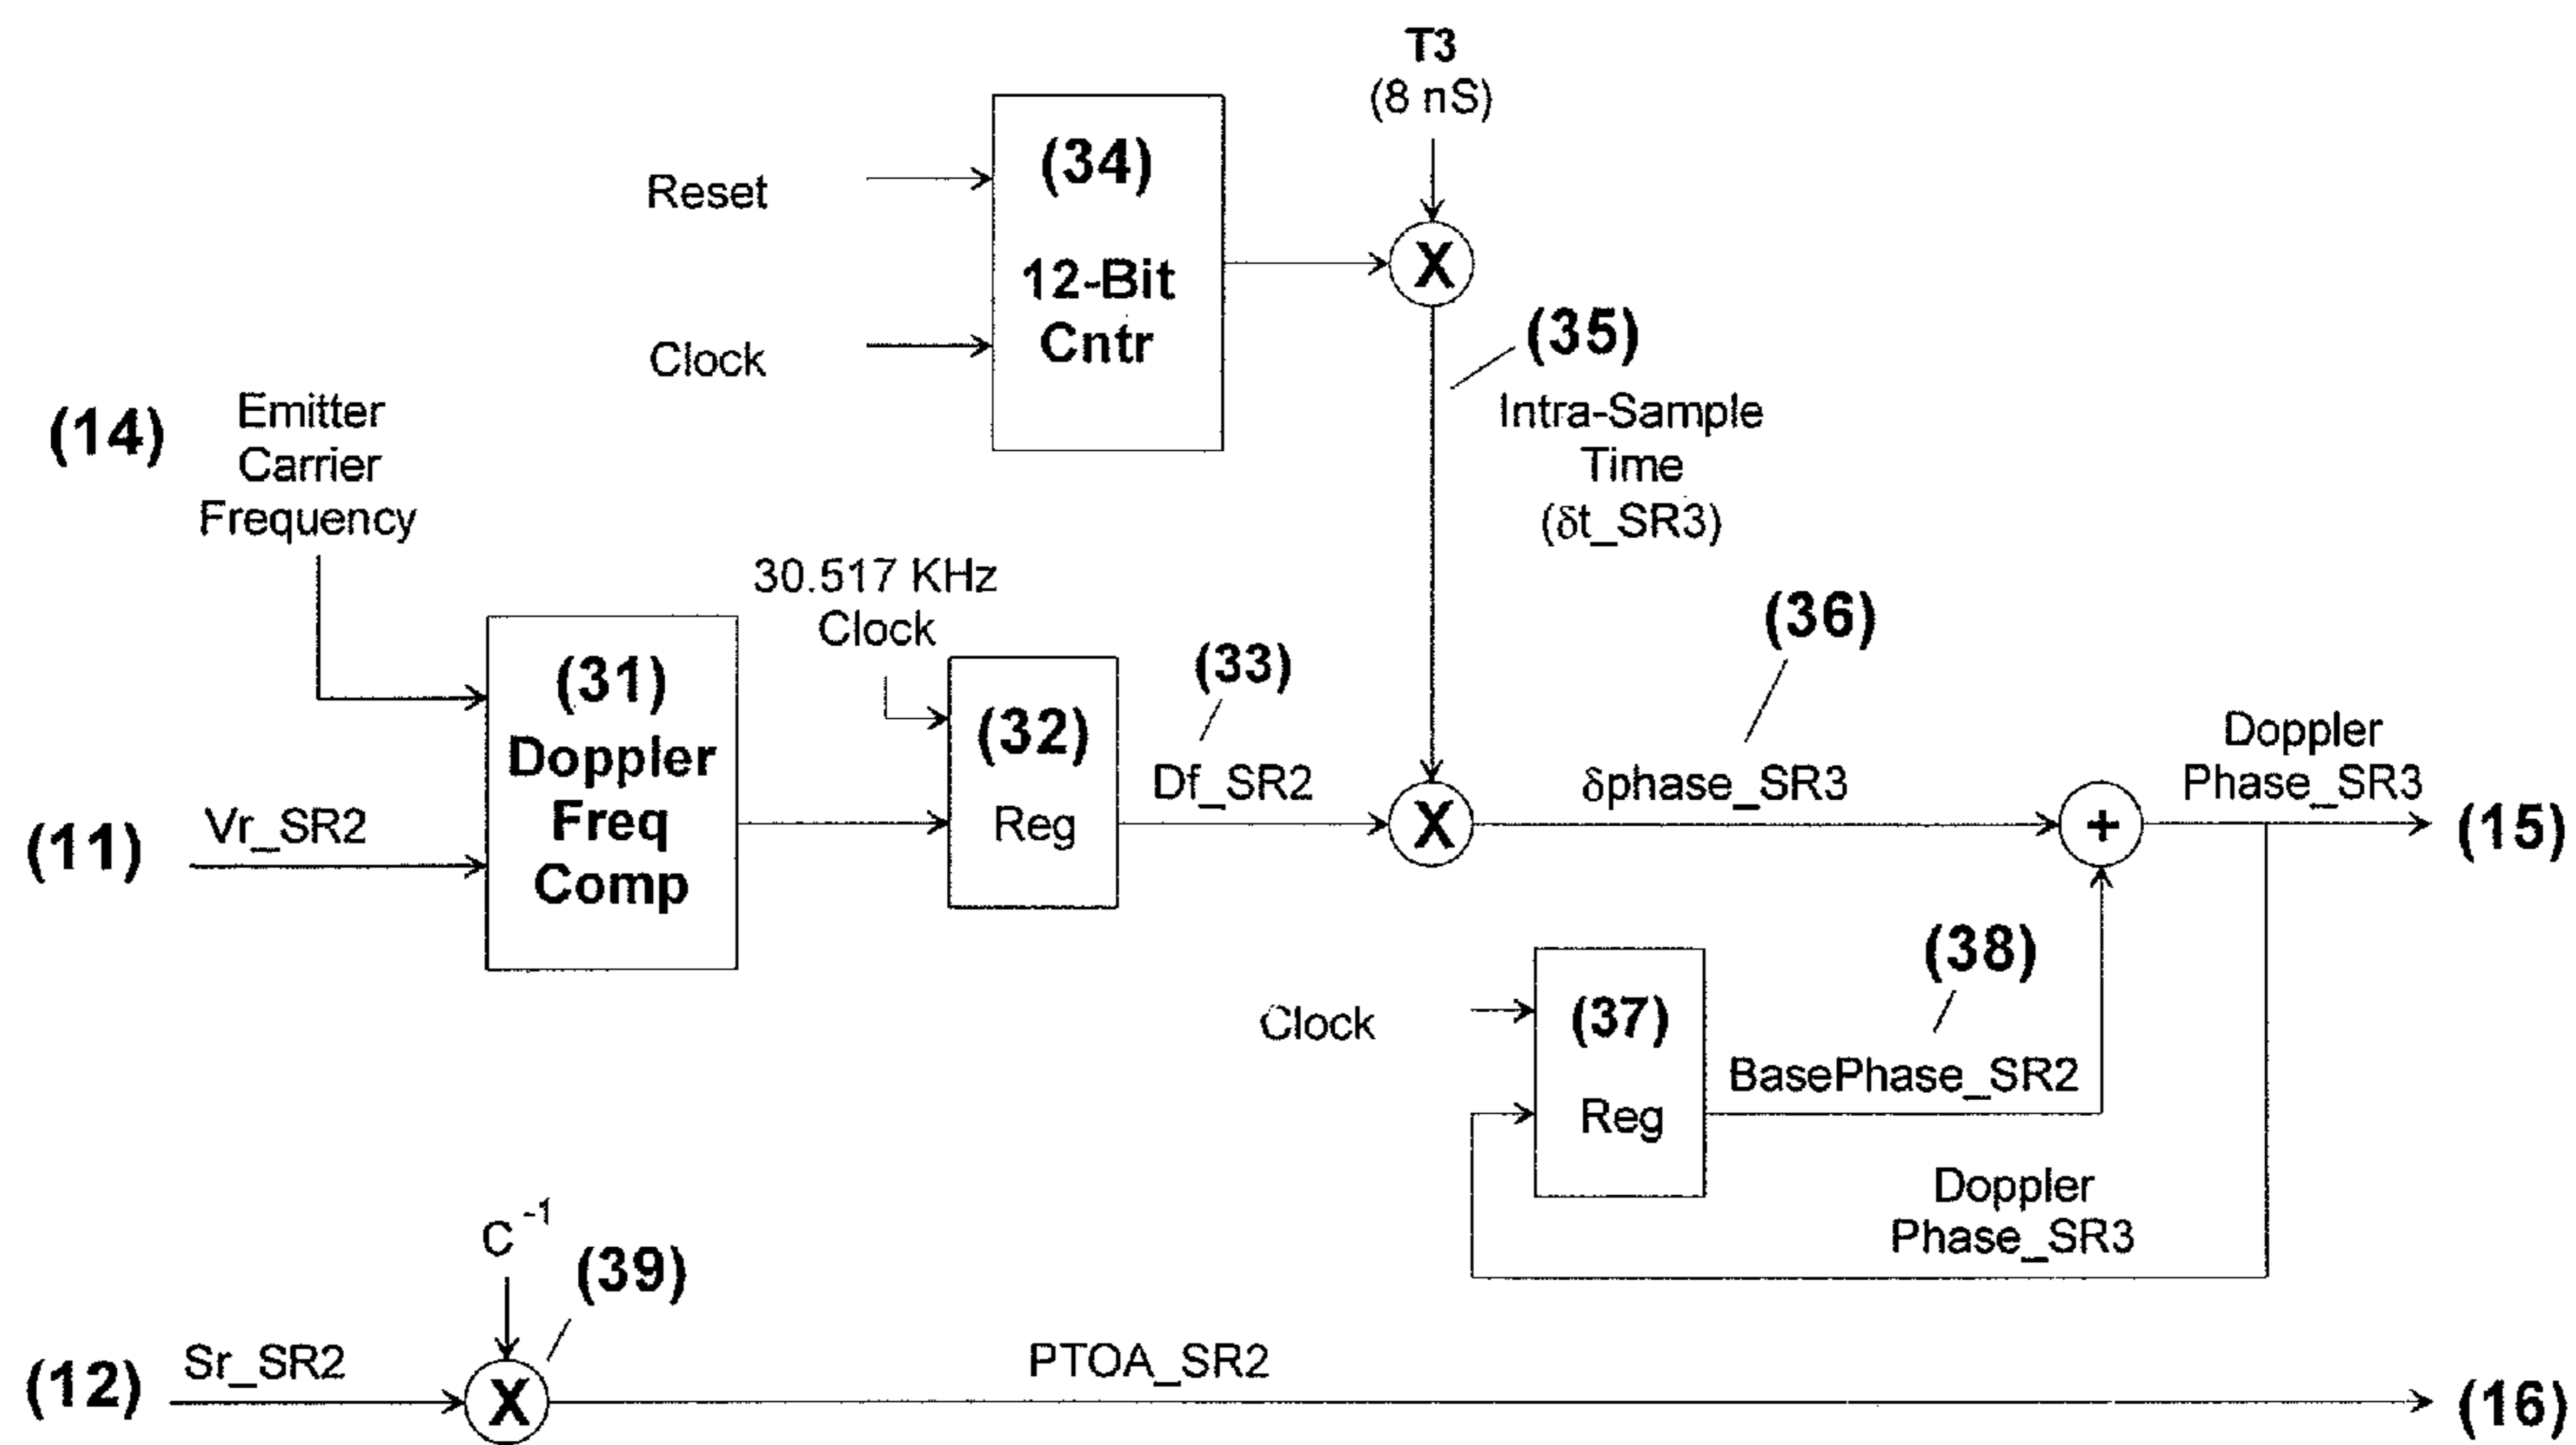 T3
(8 nS)
(34)
12-Bit
Cntr
Reset
Clock
X
(35)
Intra-Sample
Time
(δt_SR3)
(14)
Emitter
Carrier
Frequency
30.517 KHz
Clock
(31)
Doppler
Freq
Comp
(11)
Vr_SR2
(32)
Reg
(33)
Df_SR2
X
(36)
δphase_SR3
+
Doppler
Phase_SR3
(15)
Clock
(37)
Reg
(38)
BasePhase_SR2
Doppler
Phase_SR3
C -1
(39)
(12)
Sr_SR2
X
PTOA_SR2
(16)